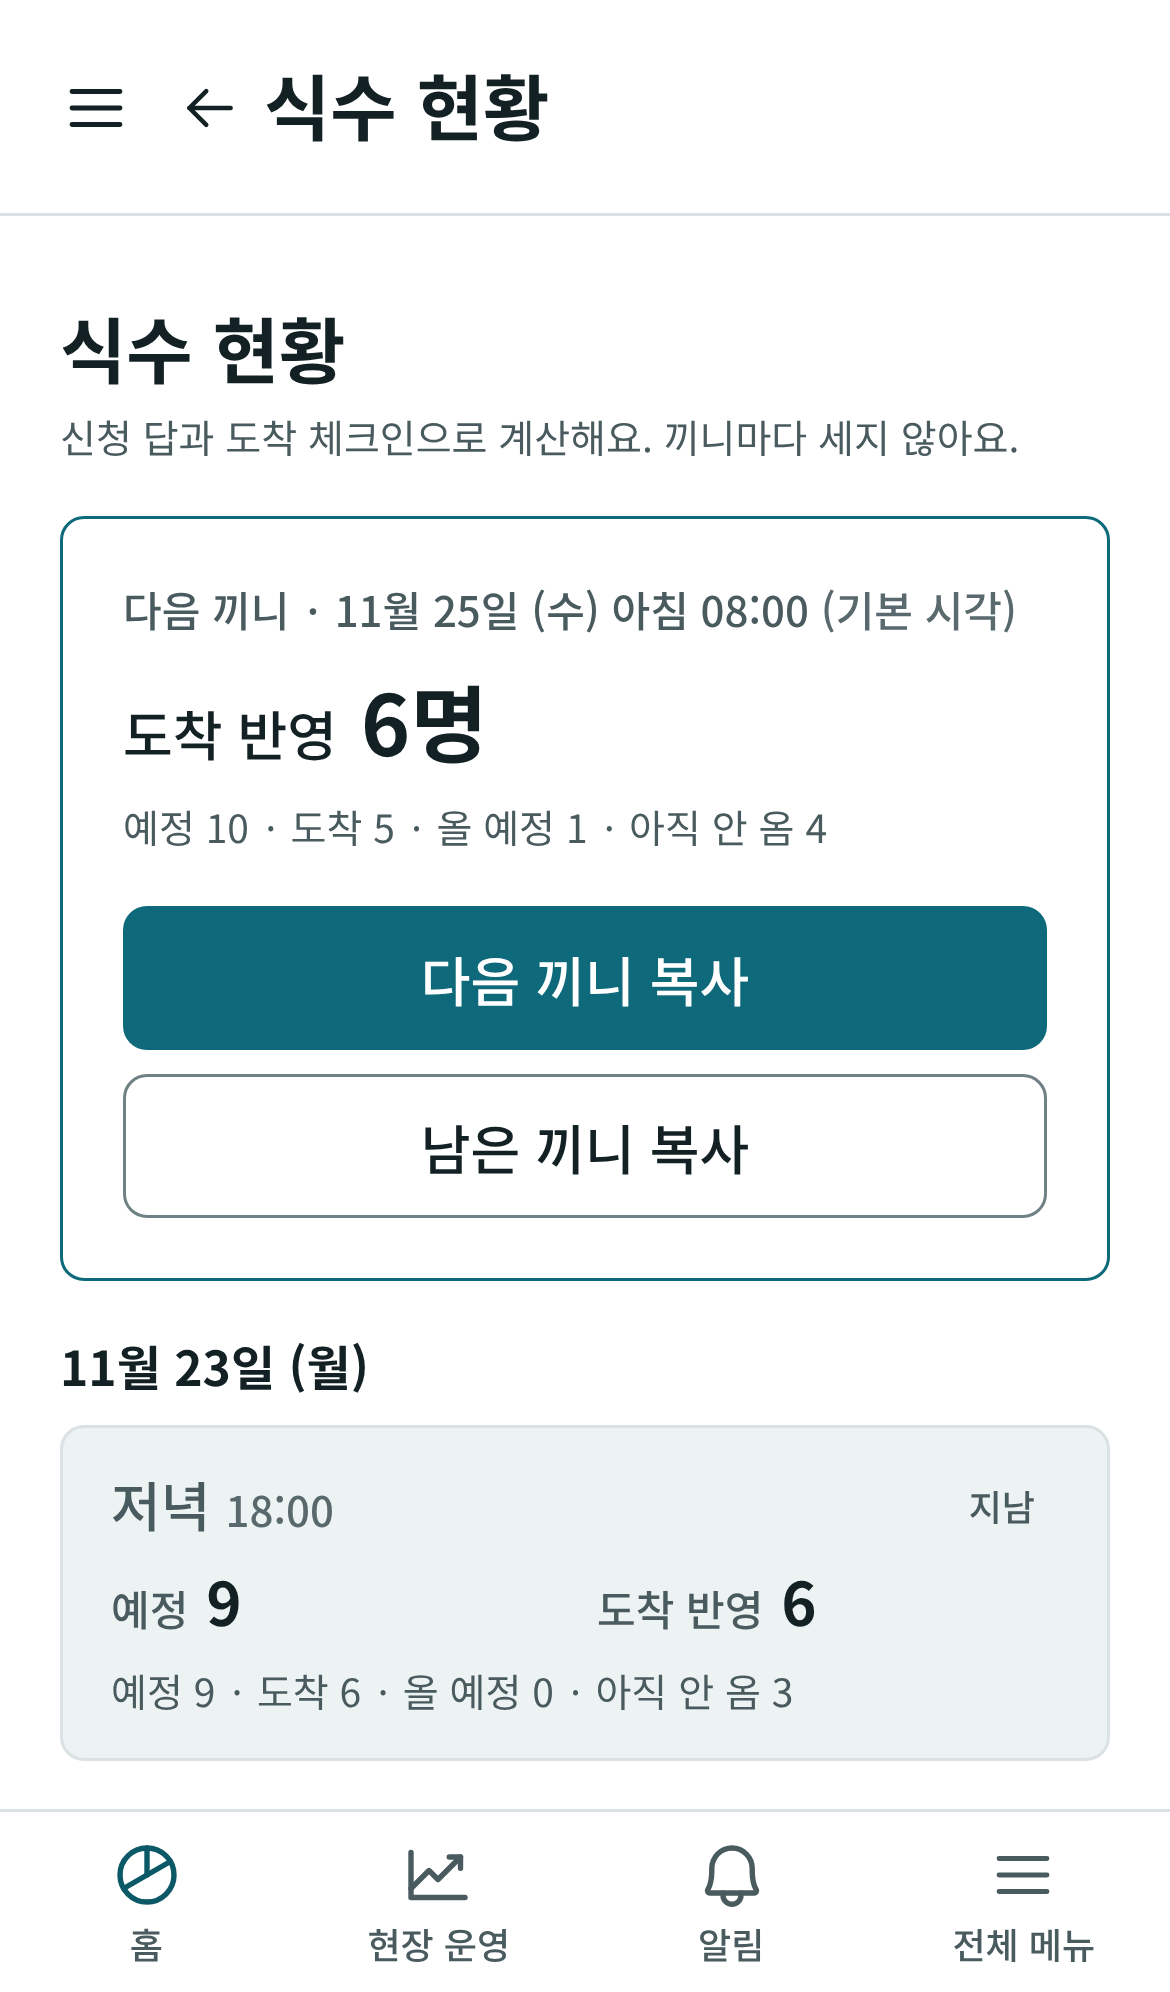 식수 현황
식수 현황
신청 답과 도착 체크인으로 계산해요. 끼니마다 세지 않아요.
다음 끼니 · 11월 25일 (수) 아침 08:00 (기본 시각)
도착 반영 6명
예정 10 · 도착 5 · 올 예정 1 · 아직 안 옴 4
다음 끼니 복사
남은 끼니 복사
11월 23일 (월)
저녁 18:00 지남
예정 9 도착 반영 6
예정 9 · 도착 6 · 올 예정 0 · 아직 안 옴 3
홈 현장 운영 알림 전체 메뉴